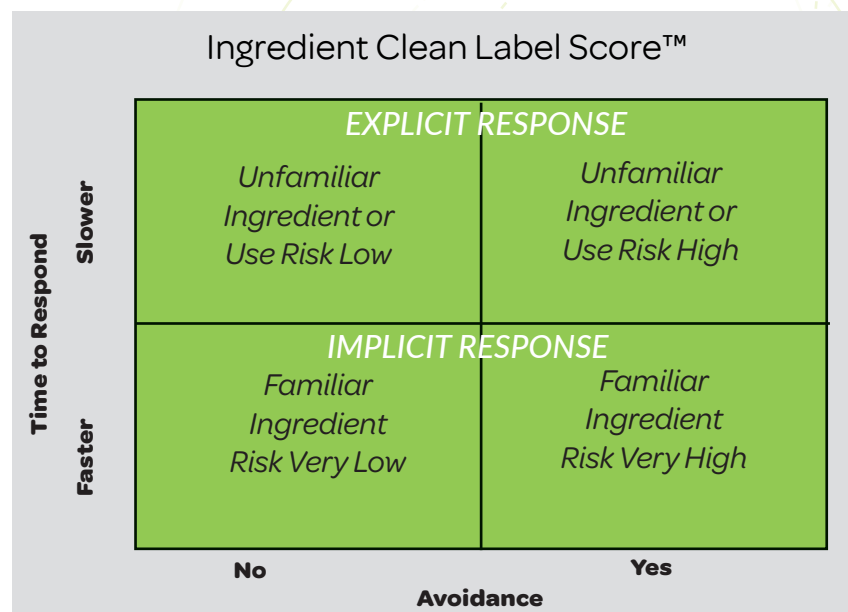 Ingredient Clean Label Score™
EXPLICIT RESPONSE
Unfamiliar
Ingredient or
Use Risk Low
Unfamiliar
Ingredient or
Use Risk High
IMPLICIT RESPONSE
Familiar
Ingredient
Risk Very Low
Familiar
Ingredient
Risk Very High
Time to Respond
Slower
Faster
No
Yes
Avoidance